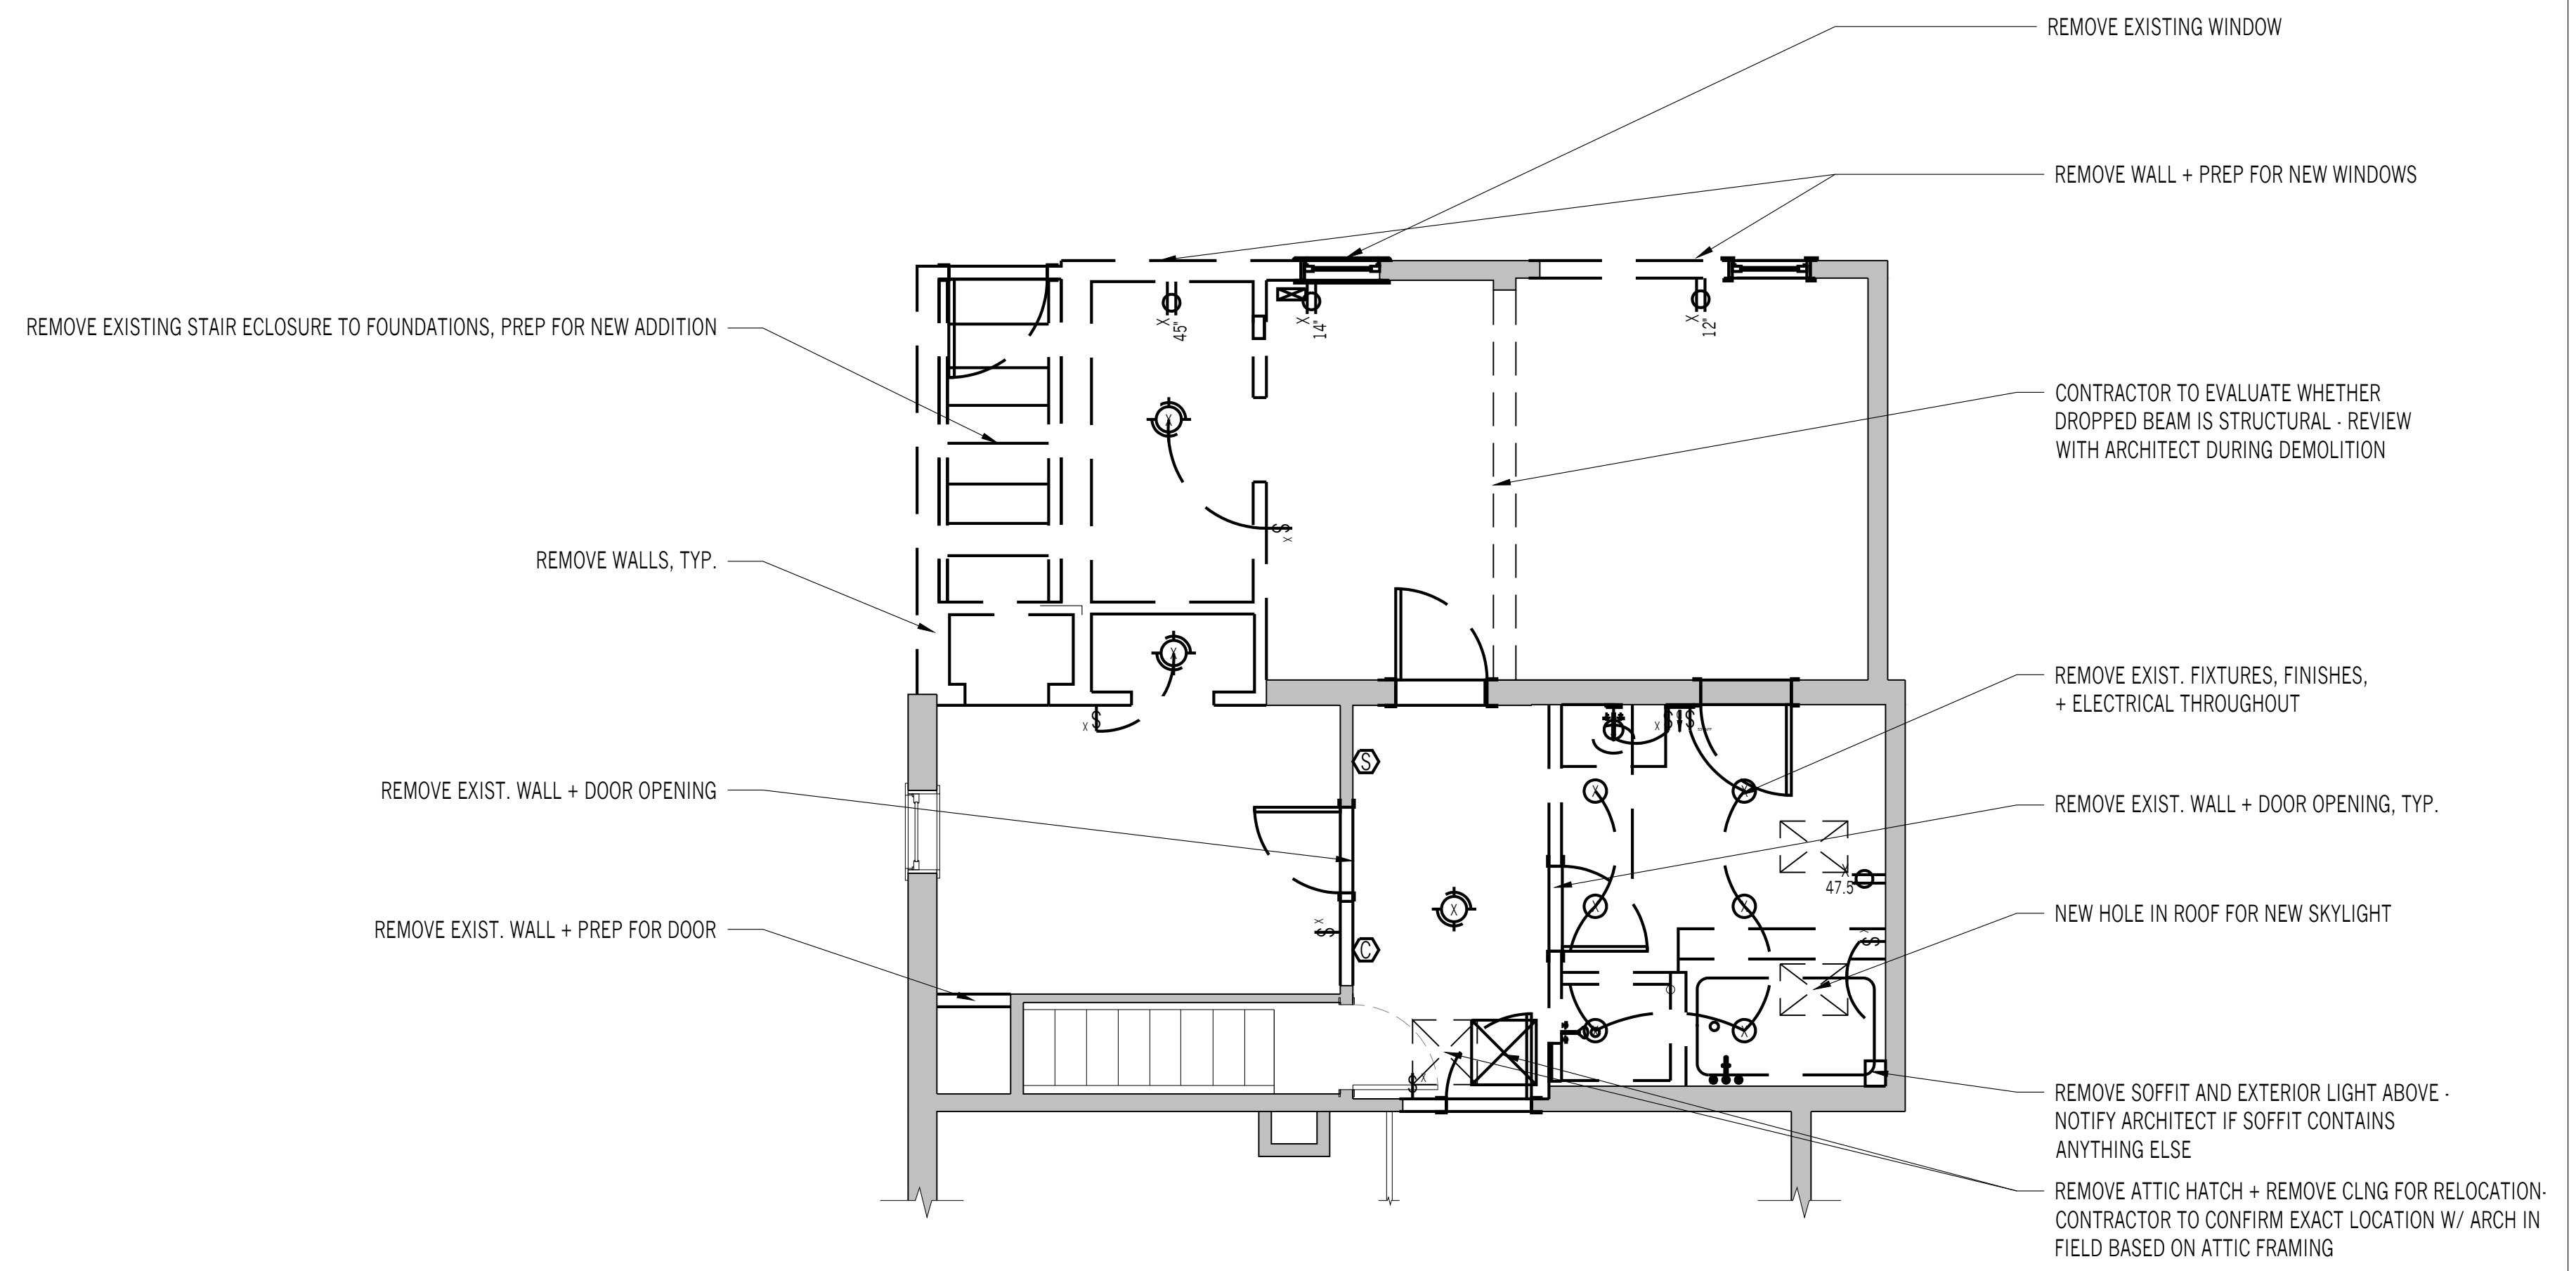 REMOVE EXISTING WINDOW
REMOVE WALL + PREP FOR NEW WINDOWS
REMOVE EXISTING STAIR ECLOSURE TO FOUNDATIONS, PREP FOR NEW ADDITION
X
45"
X
14"
X
12"
CONTRACTOR TO EVALUATE WHETHER
DROPPED BEAM IS STRUCTURAL - REVIEW
WITH ARCHITECT DURING DEMOLITION
X
S
X
REMOVE WALLS, TYP.
X
REMOVE EXIST. FIXTURES, FINISHES,
+ ELECTRICAL THROUGHOUT
X
S
X
S
S
S
REMOVE EXIST. WALL + DOOR OPENING
X
X
REMOVE EXIST. WALL + DOOR OPENING, TYP.
X
47.5
REMOVE EXIST. WALL + PREP FOR DOOR
X
S
X
X
X
C
X
S
NEW HOLE IN ROOF FOR NEW SKYLIGHT
X
X
S
X
REMOVE SOFFIT AND EXTERIOR LIGHT ABOVE -
NOTIFY ARCHITECT IF SOFFIT CONTAINS
ANYTHING ELSE
REMOVE ATTIC HATCH + REMOVE CLNG FOR RELOCATION-
CONTRACTOR TO CONFIRM EXACT LOCATION W/ ARCH IN
FIELD BASED ON ATTIC FRAMING